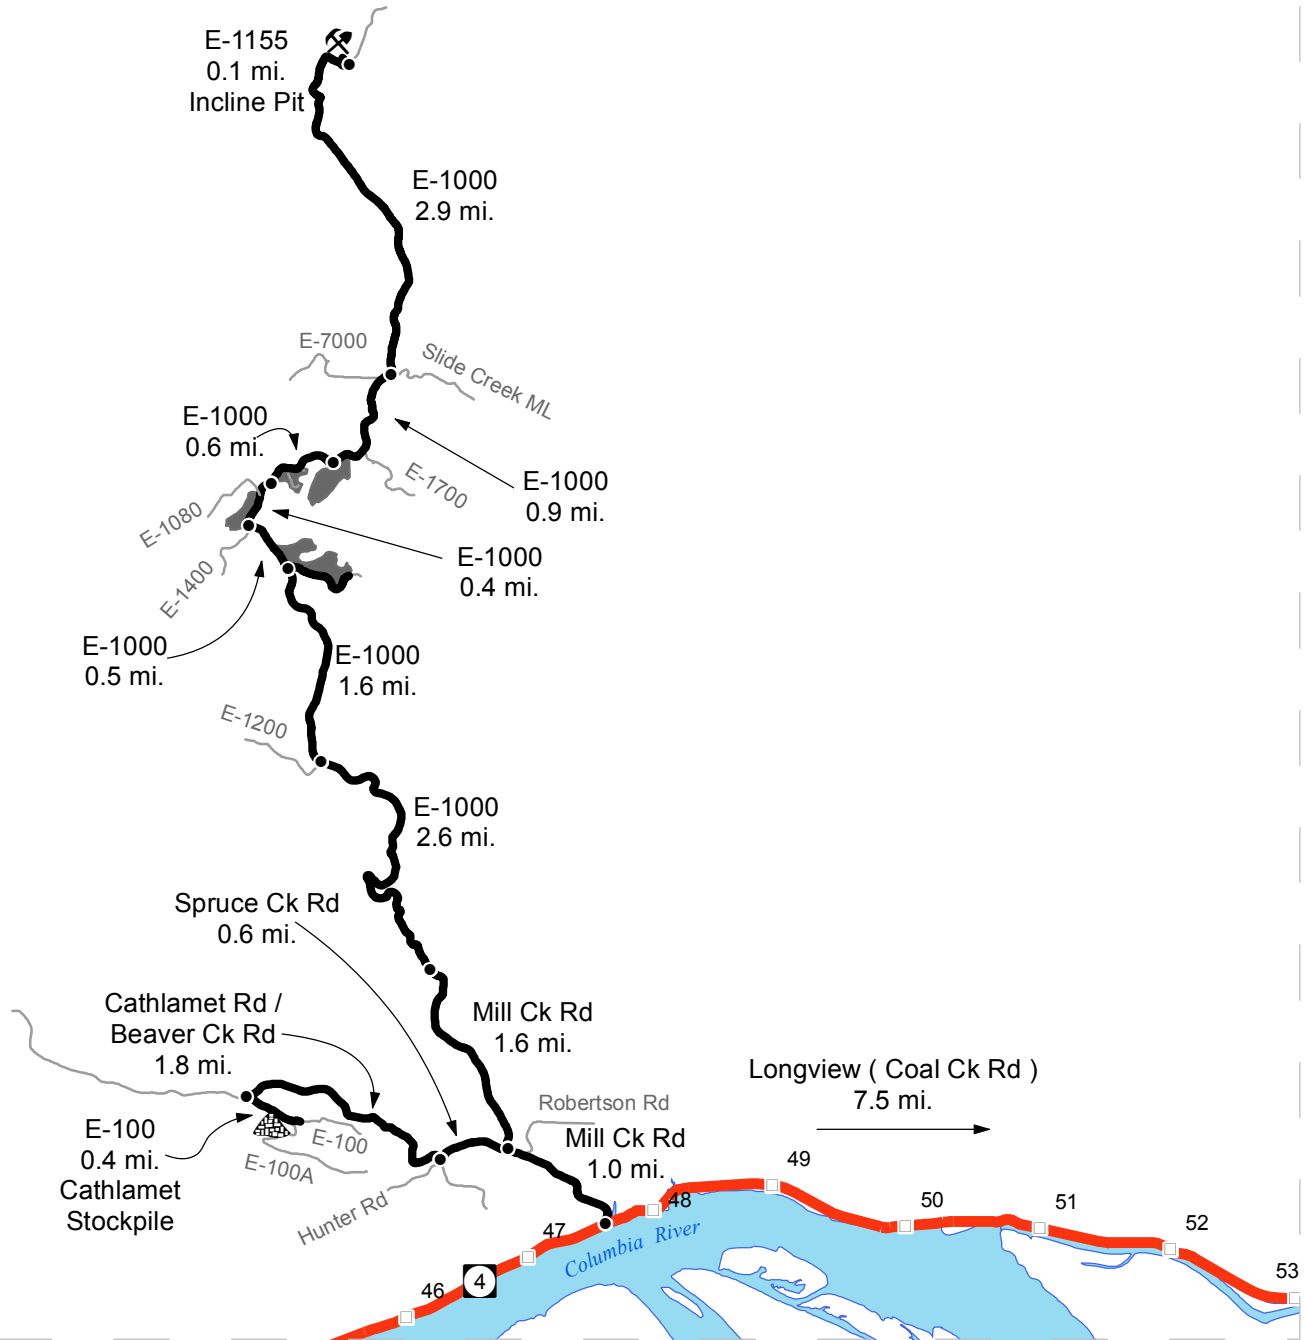 E-1155
0.1 mi.
Incline Pit
E-1000
2.9 mi.
E-7000
Slide Creek ML
E-1000
0.6 mi.
E-1700
E-1000
0.9 mi.
E-1080
E-1400
E-1000
0.4 mi.
E-1000
0.5 mi.
E-1000
1.6 mi.
E-1200
E-1000
2.6 mi.
Spruce Ck Rd
0.6 mi.
Cathlamet Rd /
Beaver Ck Rd
1.8 mi.
Mill Ck Rd
1.6 mi.
Longview ( Coal Ck Rd )
7.5 mi.
Robertson Rd
E-100
0.4 mi.
Cathlamet
Stockpile
E-100
E-100A
Hunter Rd
Mill Ck Rd
1.0 mi.
46
4
47
48
49
50
51
52
53
Columbia River